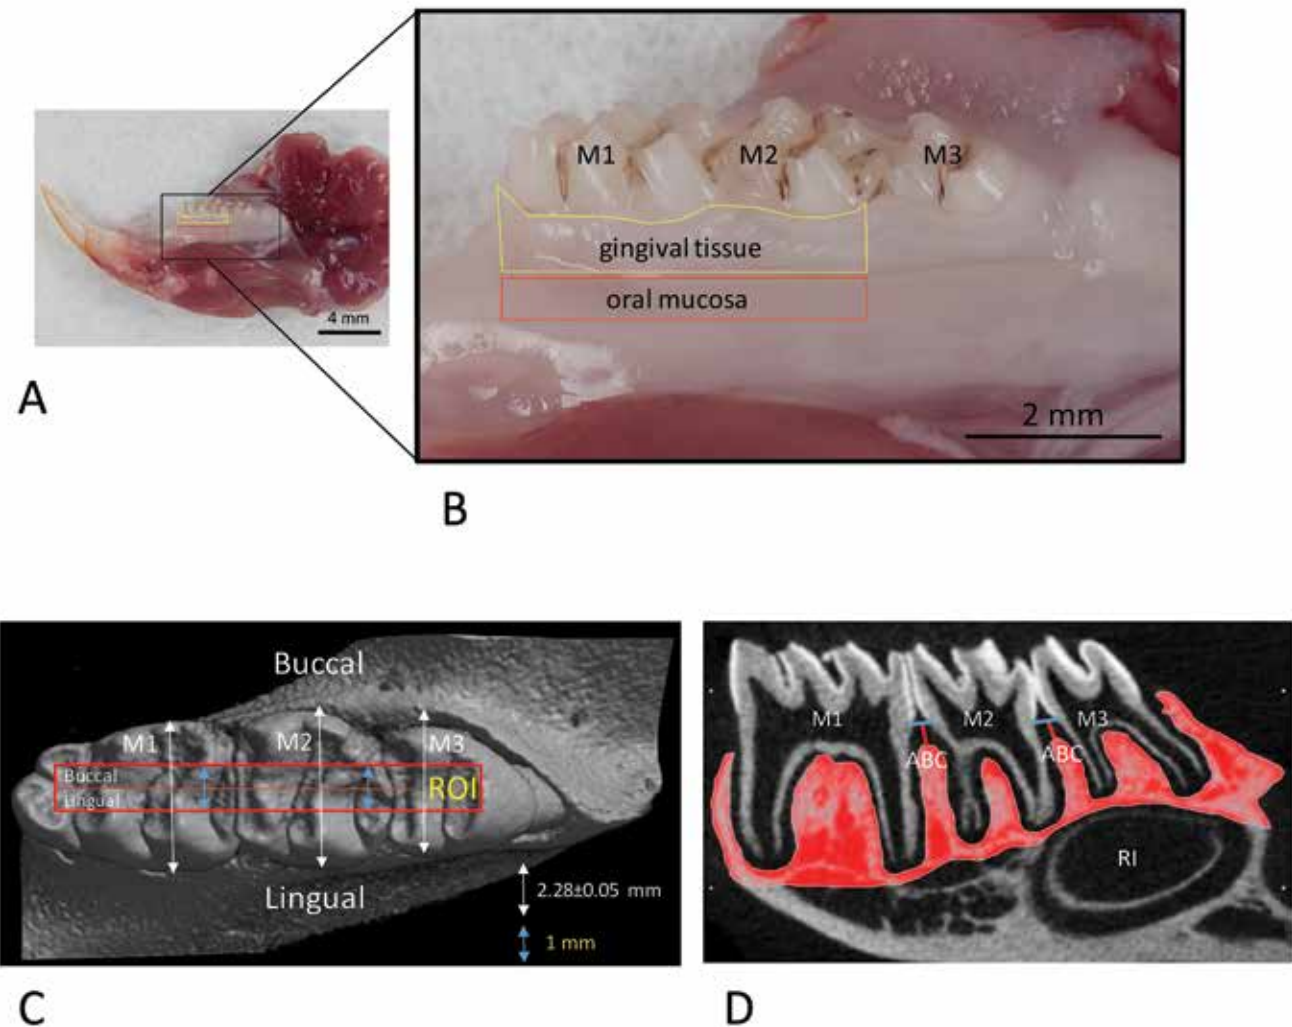 4 mm
A
M1
M2
M3
gingival tissue
oral mucosa
2 mm
B
Buccal
M1
M2
M3
Buccal
Lingual
ROI
Lingual
2.28±0.05 mm
1 mm
C
M1
M2
M3
ABC
ABC
RI
D